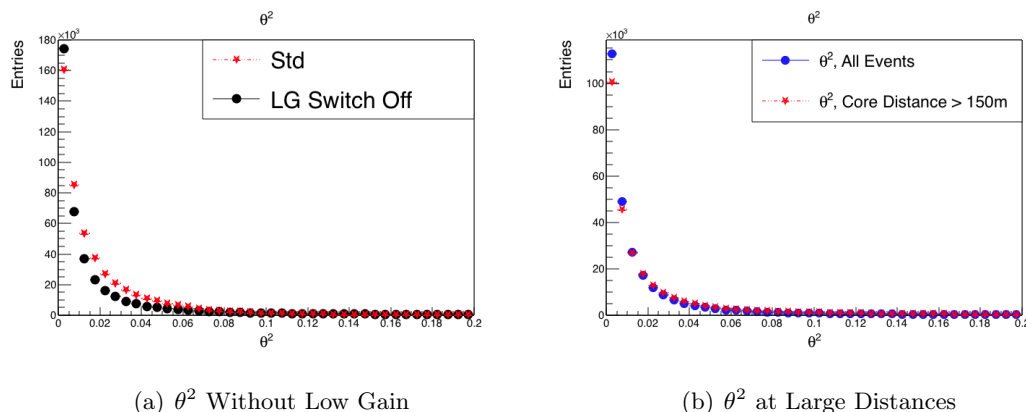 θ²
×10³
Entries
180
160
140
120
100
80
60
40
20
0
Std
LG Switch Off
0 0.02 0.04 0.06 0.08 0.1 0.12 0.14 0.16 0.18 0.2
θ²
(a) θ² Without Low Gain
θ²
×10³
Entries
100
80
60
40
20
0
θ², All Events
θ², Core Distance > 150m
0 0.02 0.04 0.06 0.08 0.1 0.12 0.14 0.16 0.18 0.2
θ²
(b) θ² at Large Distances